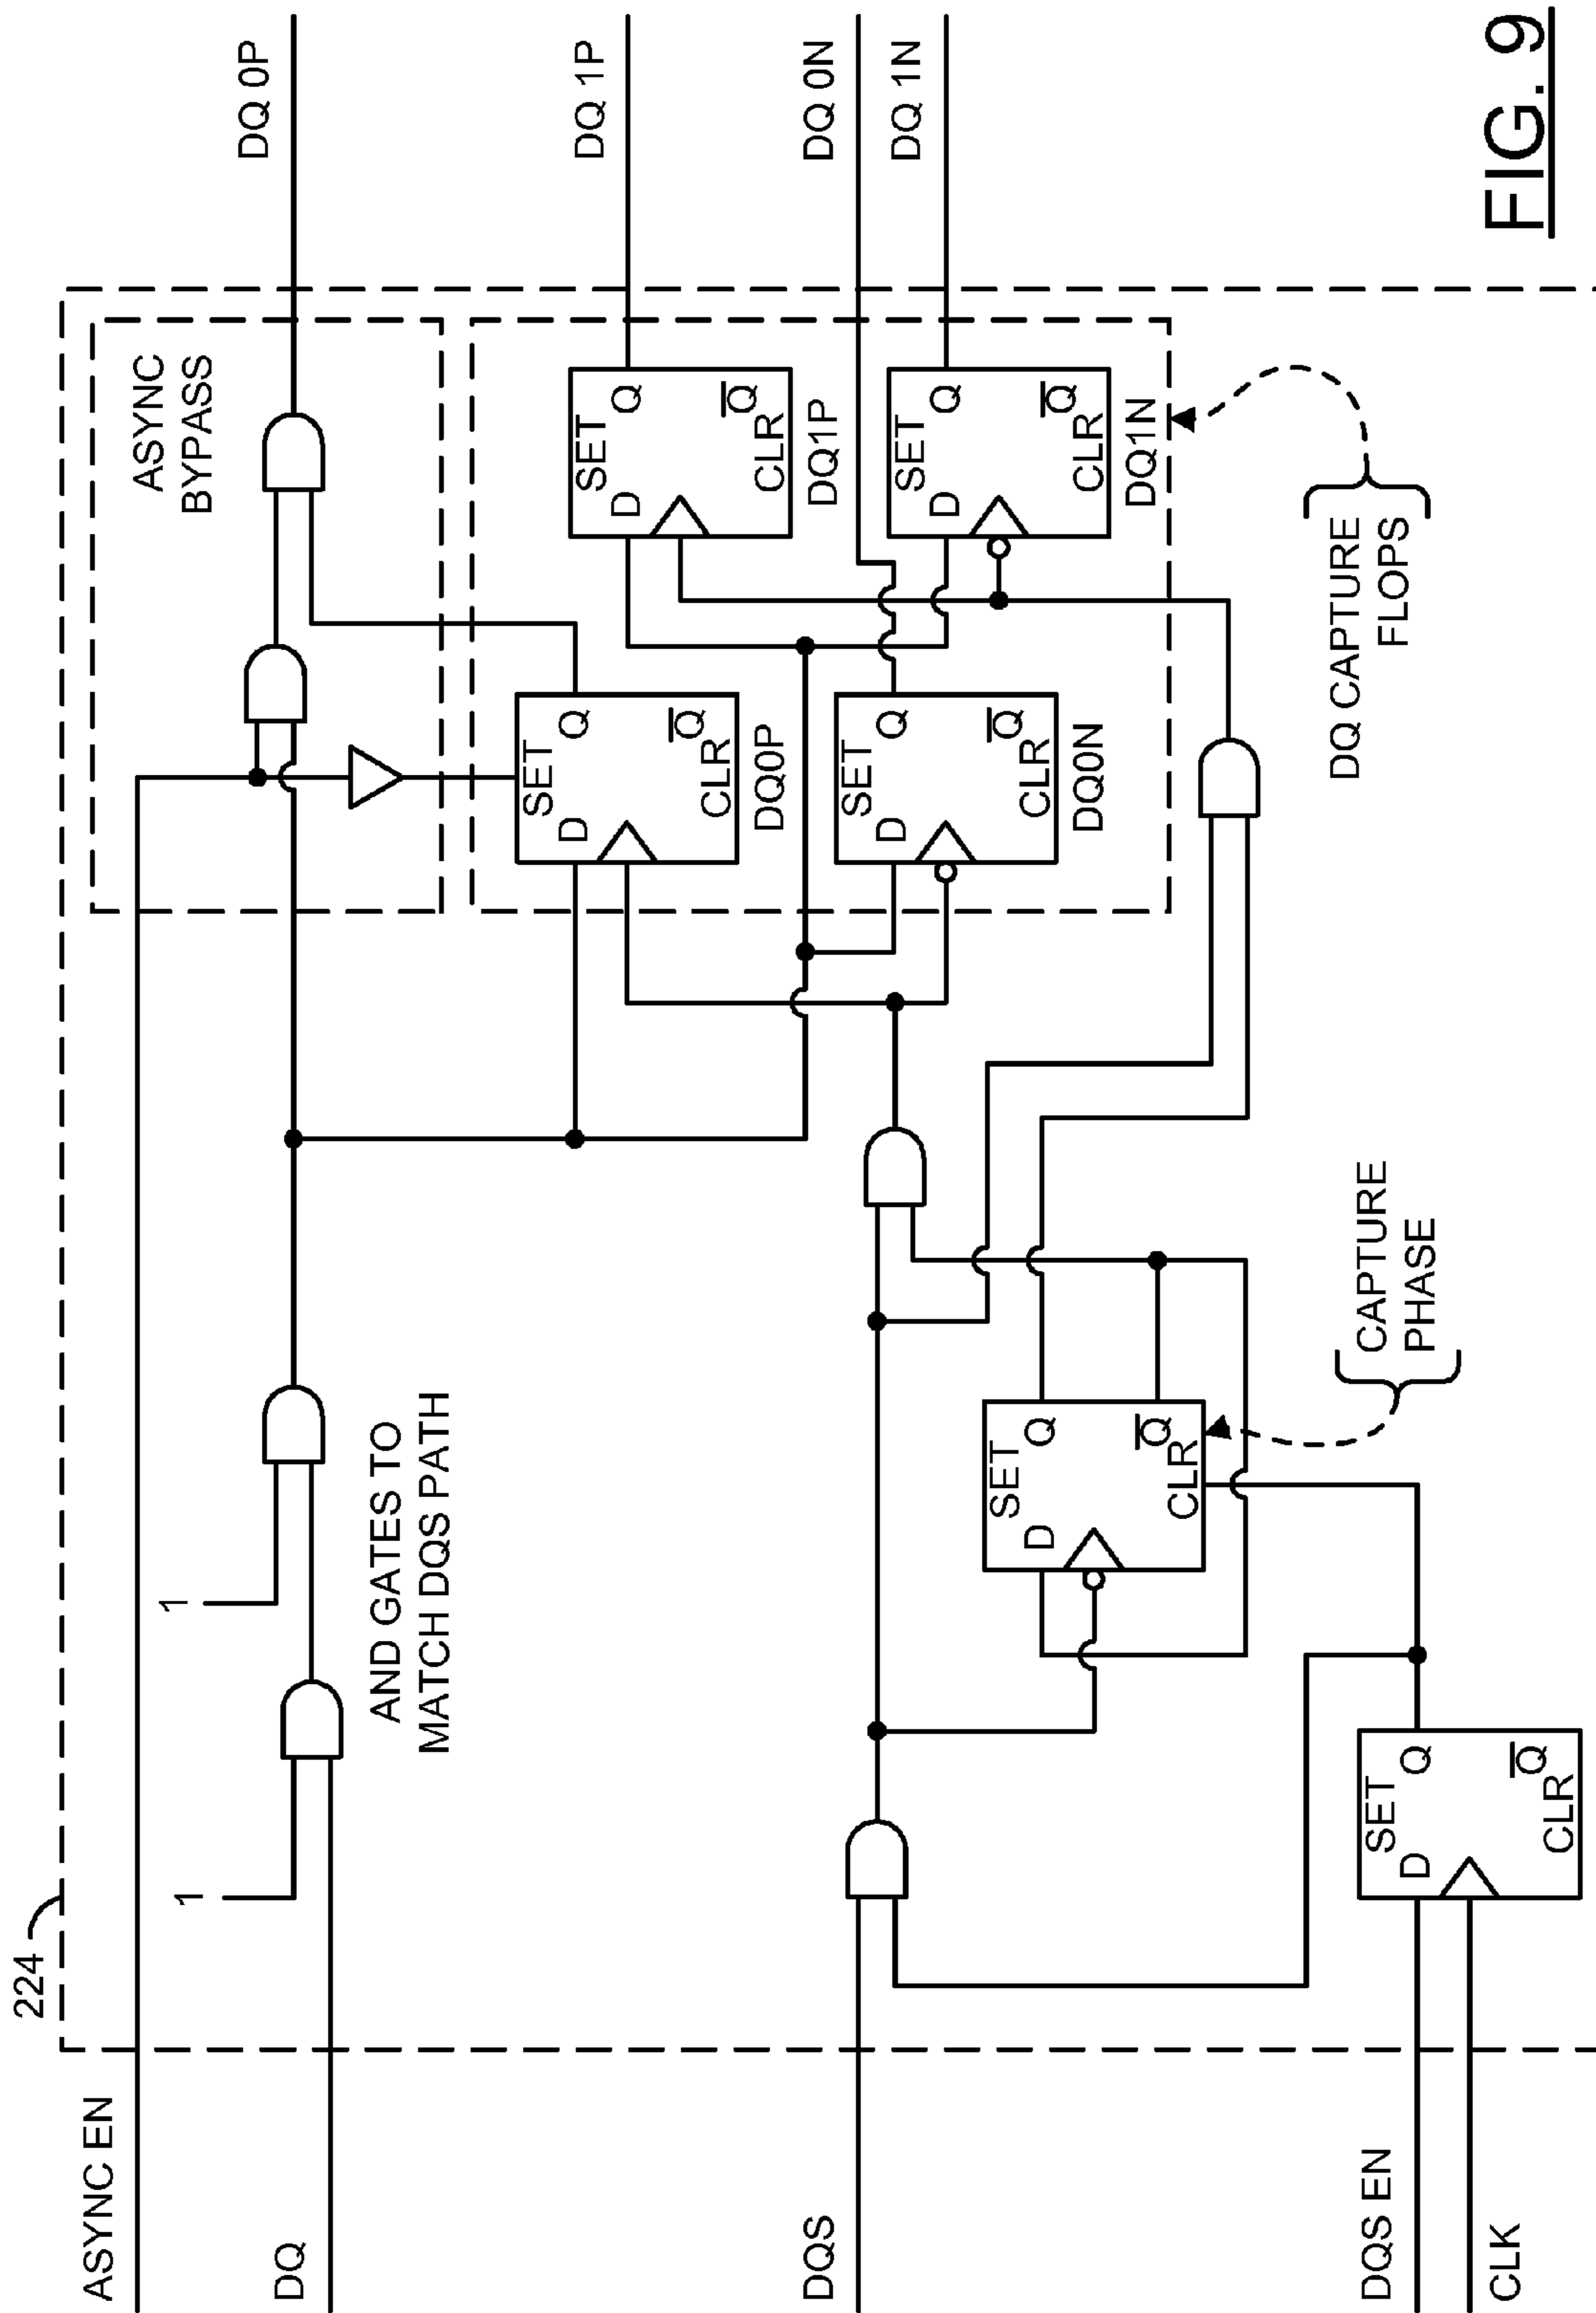 224
ASYNC EN
DQ
DQS
DQS EN
CLK
1
1
AND GATES TO
MATCH DQS PATH
ASYNC
BYPASS
SET
D
Q
Q
CLR
DQ0P
SET
D
Q
Q
CLR
DQ1P
SET
D
Q
Q
CLR
DQ0N
SET
D
Q
Q
CLR
DQ1N
SET
D
Q
Q
CLR
SET
D
Q
Q
CLR
CAPTURE
PHASE
DQ CAPTURE
FLOPS
DQ 0P
DQ 1P
DQ 0N
DQ 1N
FIG. 9